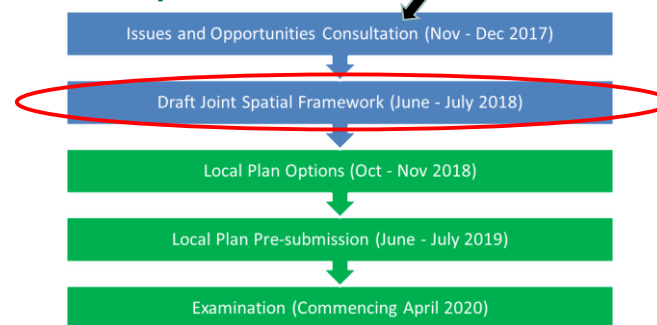 Issues and Opportunities Consultation (Nov - Dec 2017)
Draft Joint Spatial Framework (June - July 2018)
Local Plan Options (Oct - Nov 2018)
Local Plan Pre-submission (June - July 2019)
Examination (Commencing April 2020)